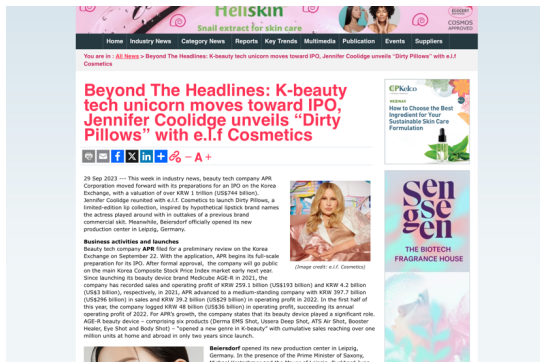 Heliskin
Snail extract for skin care
ECOCERT
COSMOS
APPROVED
Home Industry News Category News Reports Key Trends Multimedia Publication Events Suppliers
You are in : All News > Beyond The Headlines: K-beauty tech unicorn moves toward IPO, Jennifer Coolidge unveils “Dirty Pillows” with e.l.f
Cosmetics
Beyond The Headlines: K-beauty
tech unicorn moves toward IPO,
Jennifer Coolidge unveils “Dirty
Pillows” with e.l.f Cosmetics
- A +
29 Sep 2023 --- This week in industry news, beauty tech company APR
Corporation moved forward with its preparations for an IPO on the Korea
Exchange, with a valuation of over KRW 1 trillion (US$744 billion).
Jennifer Coolidge reunited with e.l.f. Cosmetics to launch Dirty Pillows, a
limited-edition lip collection, inspired by hypothetical lipstick brand names
the actress played around with in outtakes of a previous brand
commercial skit. Meanwhile, Beiersdorf officially opened its new
production center in Leipzig, Germany.
(Image credit: e.l.f. Cosmetics)
Business activities and launches
Beauty tech company APR filed for a preliminary review on the Korea
Exchange on September 22. With the application, APR begins its full-scale
preparation for its IPO. After formal approval, the company will go public
on the main Korea Composite Stock Price Index market early next year.
Since launching its beauty device brand Medicube AGE-R in 2021, the
company has recorded sales and operating profit of KRW 259.1 billion (US$193 billion) and KRW 4.2 billion
(US$3 billion), respectively, in 2021, APR advanced to a medium-standing company with KRW 397.7 billion
(US$296 billion) in sales and KRW 39.2 billion (US$29 billion) in operating profit in 2022. In the first half of
this year, the company logged KRW 48 billion (US$36 billion) in operating profit, succeeding its annual
operating profit of 2022. For APR’s growth, the company states that its beauty device played a significant role.
AGE-R beauty device – comprising six products (Derma EMS Shot, Ussera Deep Shot, ATS Air Shot, Booster
Healer, Eye Shot and Body Shot) – “opened a new genre in K-beauty” with cumulative sales reaching over one
million units at home and abroad in only two years since launch.
Beiersdorf opened its new production center in Leipzig,
Germany. In the presence of the Prime Minister of Saxony,
CPKelco
WEBINAR
How to Choose the Best
Ingredient for Your
Sustainable Skin Care
Formulation
Sen
seg
en
THE BIOTECH
FRAGRANCE HOUSE